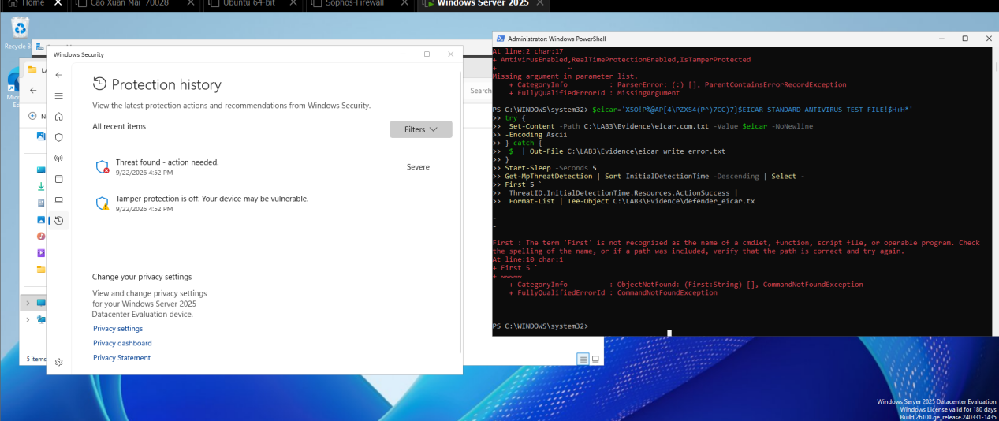 Home
Cao Xuan Mai_70028
Ubuntu 64-bit
Sophos-Firewall
Windows Server 2025
Recycle B
Windows Security
Protection history
View the latest protection actions and recommendations from Windows Security.
All recent items
Filters
Threat found - action needed.
9/22/2026 4:52 PM
Severe
Tamper protection is off. Your device may be vulnerable.
9/22/2026 4:52 PM
Change your privacy settings
View and change privacy settings
for your Windows Server 2025
Datacenter Evaluation device.
Privacy settings
Privacy dashboard
Privacy Statement
Search
5 items
Administrator: Windows PowerShell
At line:2 char:17
+ AntivirusEnabled,RealTimeProtectionEnabled,IsTamperProtected
+ ~
Missing argument in parameter list.
+ CategoryInfo : ParserError: (:) [], ParentContainsErrorRecordException
+ FullyQualifiedErrorId : MissingArgument
PS C:\WINDOWS\system32> $eicar='X5O!P%@AP[4\PZX54(P^)7CC)7}$EICAR-STANDARD-ANTIVIRUS-TEST-FILE!$H+H*'
>> try {
>> Set-Content -Path C:\LAB3\Evidence\eicar.com.txt -Value $eicar -NoNewline
>> -Encoding Ascii
>> } catch {
>> $_ | Out-File C:\LAB3\Evidence\eicar_write_error.txt
>> }
>> Start-Sleep -Seconds 5
>> Get-MpThreatDetection | Sort InitialDetectionTime -Descending | Select -
>> First 5 `
>> ThreatID,InitialDetectionTime,Resources,ActionSuccess |
>> Format-List | Tee-Object C:\LAB3\Evidence\defender_eicar.tx
-
-
First : The term 'First' is not recognized as the name of a cmdlet, function, script file, or operable program. Check
the spelling of the name, or if a path was included, verify that the path is correct and try again.
At line:10 char:1
+ First 5 `
+ ~~~~~
+ CategoryInfo : ObjectNotFound: (First:String) [], CommandNotFoundException
+ FullyQualifiedErrorId : CommandNotFoundException
PS C:\WINDOWS\system32>
Windows Server 2025 Datacenter Evaluation
Windows License valid for 180 days
Build 26100.ge_release.240331-1435